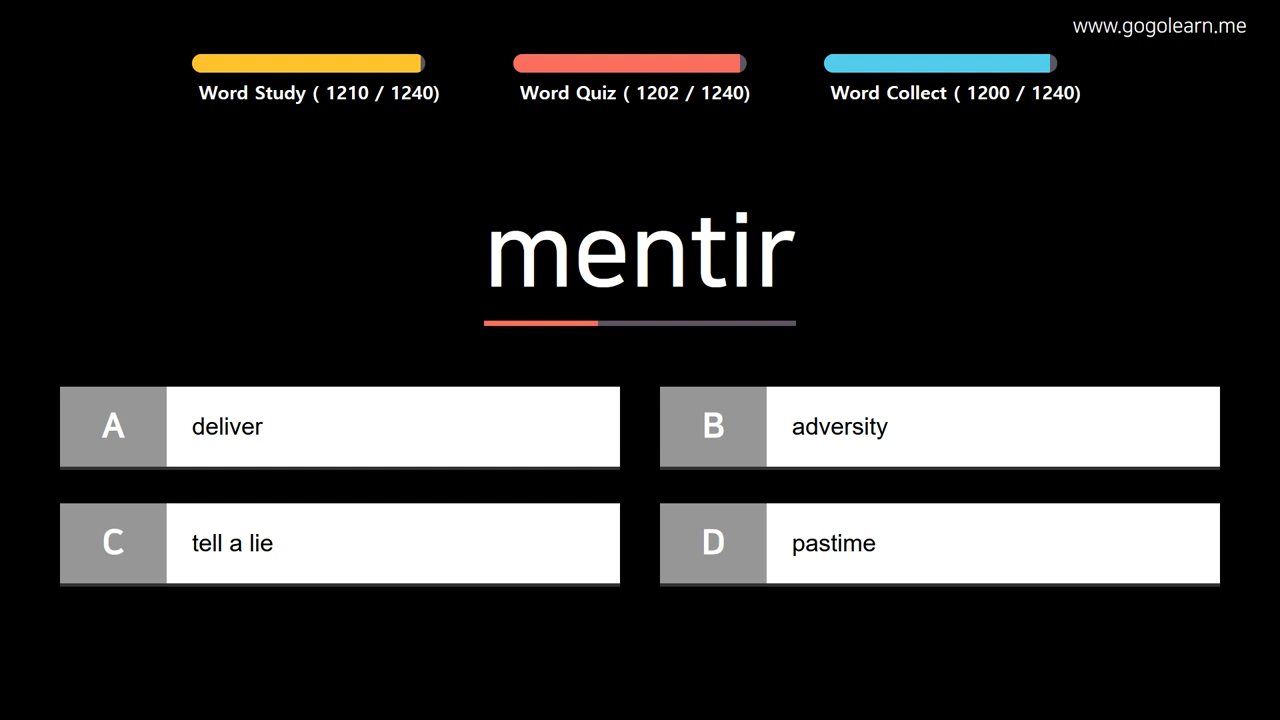 www.gogolearn.me
Word Study ( 1210 / 1240)
Word Quiz ( 1202 / 1240)
Word Collect ( 1200 / 1240)
mentir
A
deliver
B
adversity
C
tell a lie
D
pastime